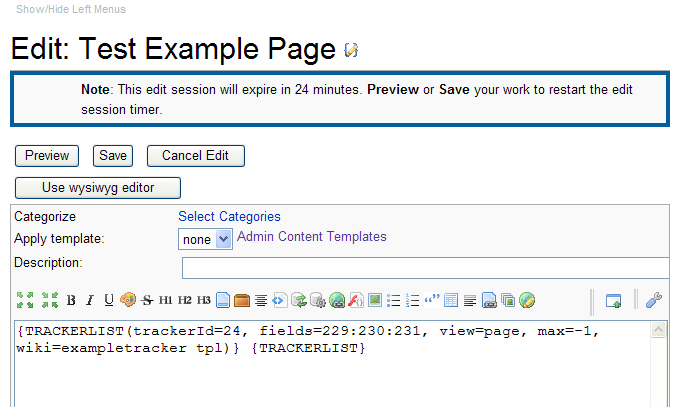 Show/Hide Left Menus
Edit: Test Example Page
Note: This edit session will expire in 24 minutes. Preview or Save your work to restart the edit
session timer.
Preview Save Cancel Edit
Use wysiwyg editor
Categorize Select Categories
Apply template: none Admin Content Templates
Description:
B I U S H1 H2 H3
{TRACKERLIST(trackerId=24, fields=229:230:231, view=page, max=-1,
wiki=exampletracker tpl)} {TRACKERLIST}